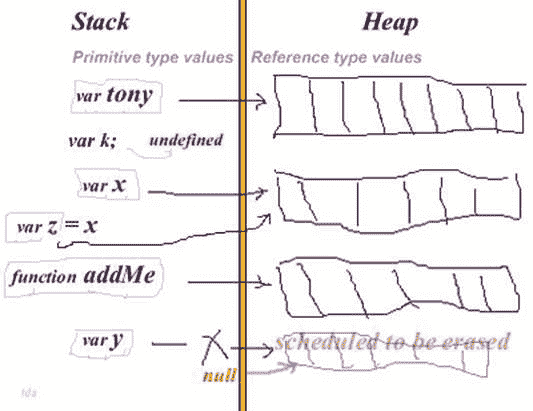 Stack Heap
Primitive type values Reference type values
var tony
var k; undefined
var x
var z = x
function addMe
var y
scheduled to be erased
null